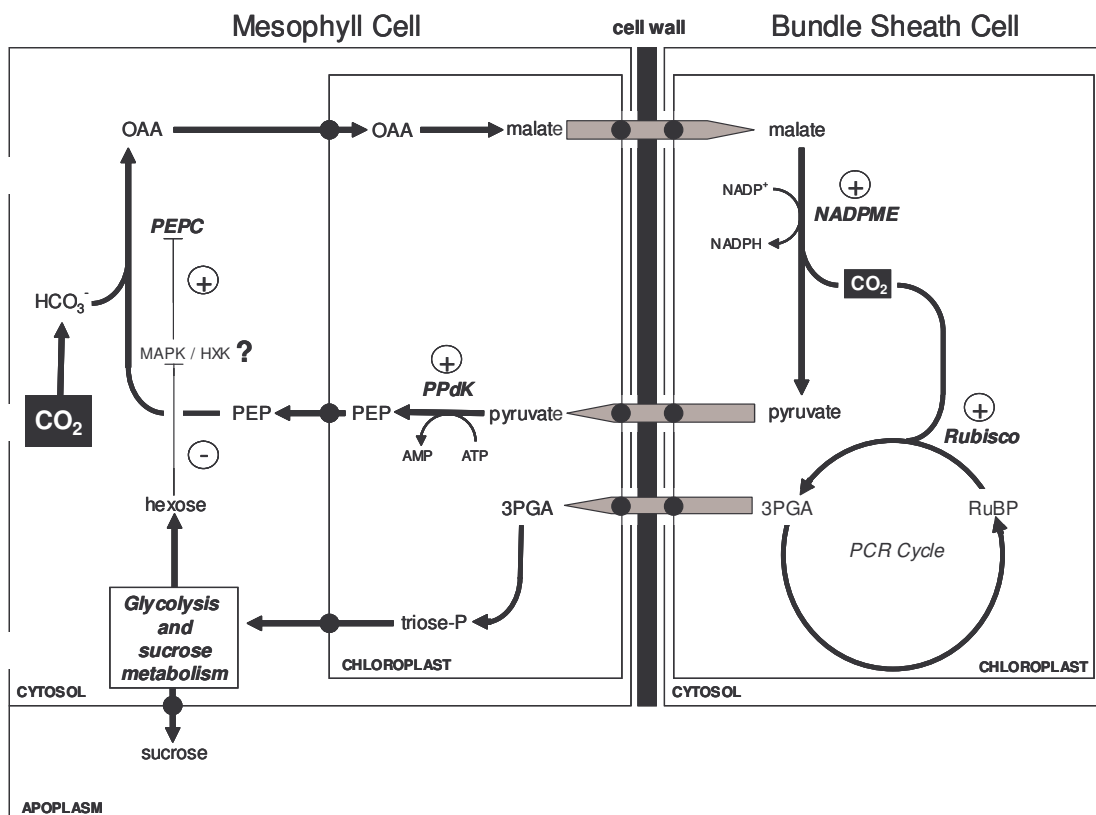 Mesophyll Cell
cell wall
Bundle Sheath Cell
OAA
OAA
malate
malate
NADP+
+
NADPME
NADPH
PEPC
+
HCO3-
CO2
MAPK / HXK ?
+
PPdK
CO2
PEP
PEP
pyruvate
pyruvate
+
Rubisco
AMP
ATP
-
hexose
3PGA
3PGA
RuBP
PCR Cycle
Glycolysis
and
sucrose
metabolism
triose-P
CHLOROPLAST
CHLOROPLAST
CYTOSOL
CYTOSOL
sucrose
APOPLASM